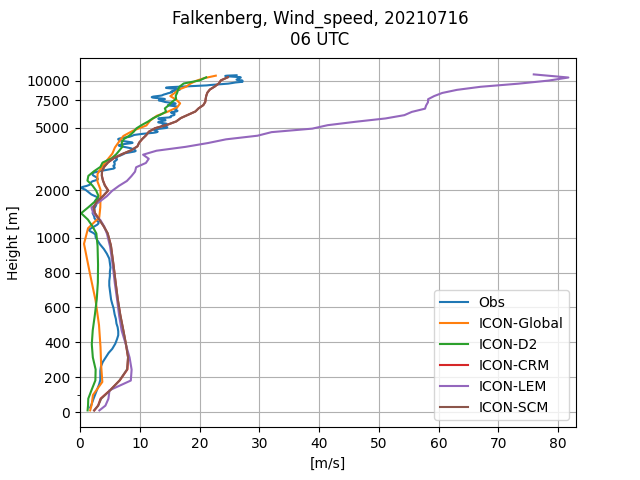 Falkenberg, Wind_speed, 20210716
06 UTC
10000
7500
5000
2000
1000
800
600
400
200
0
Height [m]
0 10 20 30 40 50 60 70 80
[m/s]
Obs
ICON-Global
ICON-D2
ICON-CRM
ICON-LEM
ICON-SCM